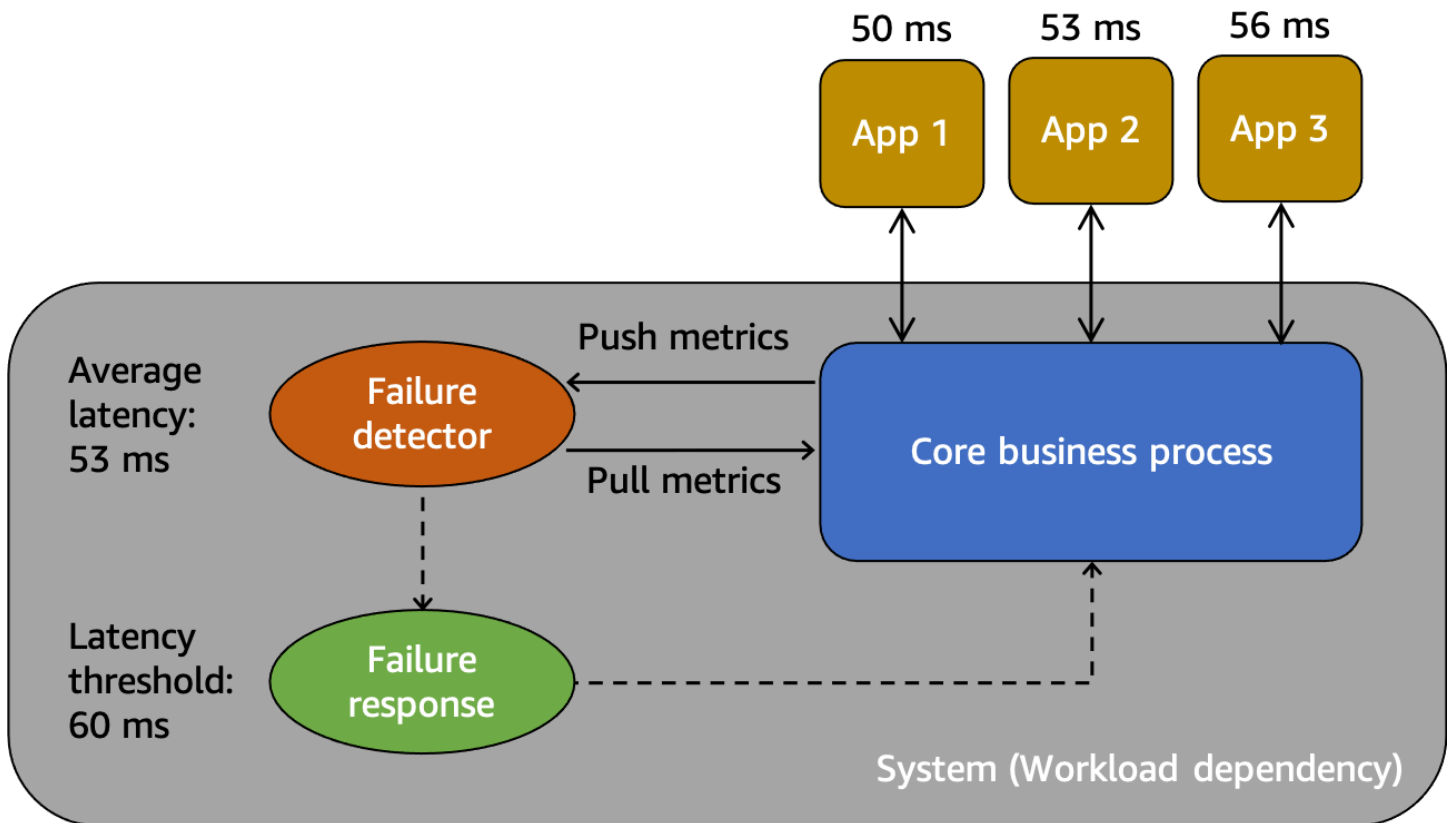 50 ms
53 ms
56 ms
App 1
App 2
App 3
Push metrics
Average
latency:
53 ms
Failure
detector
Pull metrics
Core business process
Latency
threshold:
60 ms
Failure
response
System (Workload dependency)